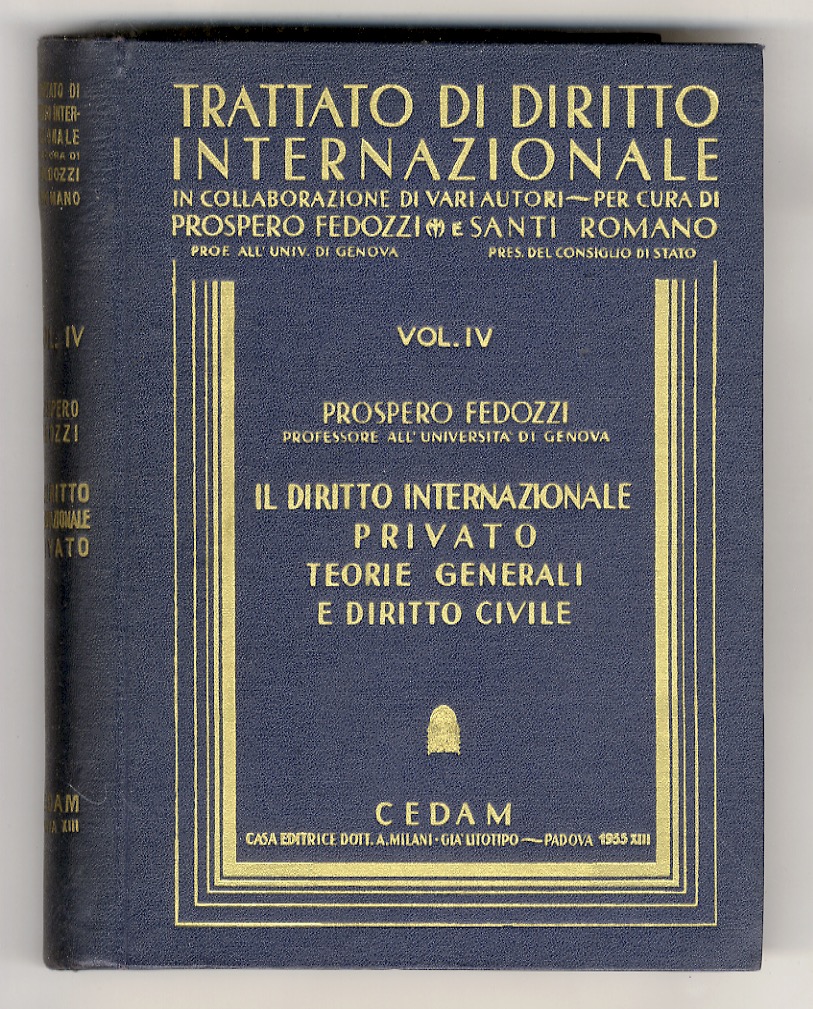 TRATTATO DI DIRITTO
INTERNAZIONALE
IN COLLABORAZIONE DI VARI AUTORI — PER CURA DI
PROSPERO FEDOZZI (†) E SANTI ROMANO
PROF. ALL' UNIV. DI GENOVA PRES. DEL CONSIGLIO DI STATO
VOL. IV
PROSPERO FEDOZZI
PROFESSORE ALL' UNIVERSITA' DI GENOVA
IL DIRITTO INTERNAZIONALE
PRIVATO
TEORIE GENERALI
E DIRITTO CIVILE
CEDAM
CASA EDITRICE DOTT. A. MILANI · GIA' LITOTIPO — PADOVA 1935 XIII